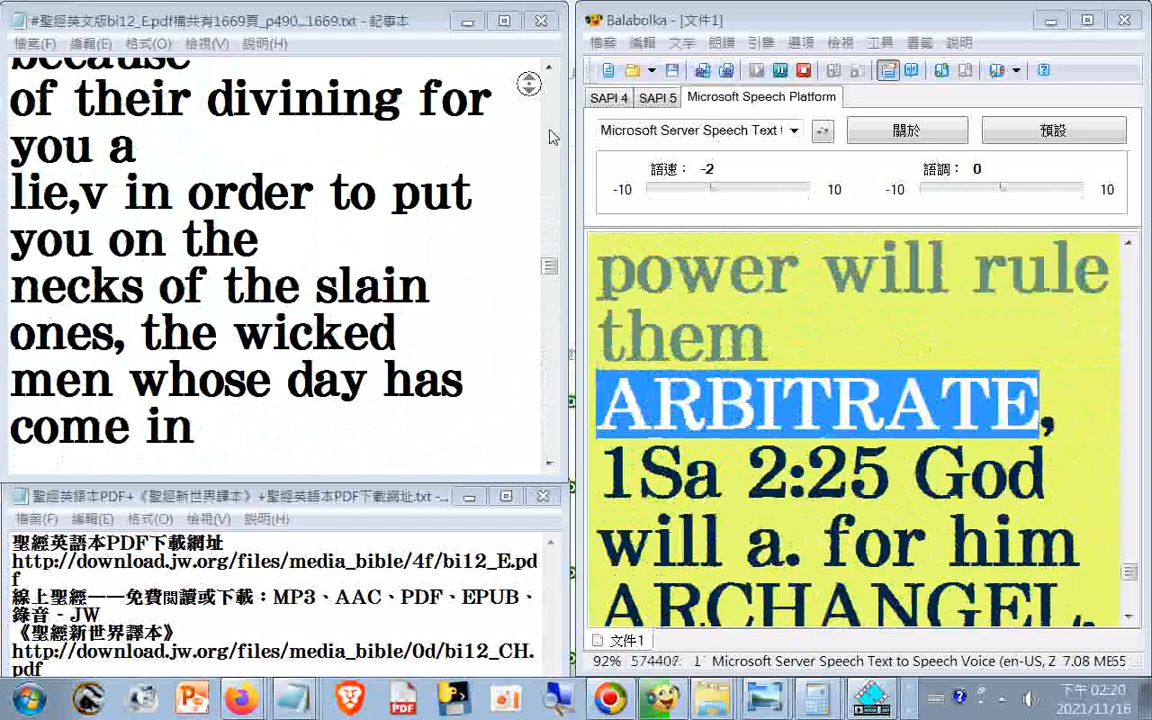 #聖經英文版bi12_E.pdf檔共有1669頁_p490...1669.txt - 記事本
檔案(F) 編輯(E) 格式(O) 檢視(V) 說明(H)
because
of their divining for
you a
lie,v in order to put
you on the
necks of the slain
ones, the wicked
men whose day has
come in
聖經英語本PDF+《聖經新世界譯本》+聖經英語本PDF下載網址.txt - ...
檔案(F) 編輯(E) 格式(O) 檢視(V) 說明(H)
聖經英語本PDF下載網址
http://download.jw.org/files/media_bible/4f/bi12_E.pd
f
線上聖經——免費閱讀或下載：MP3、AAC、PDF、EPUB、
錄音 - JW
《聖經新世界譯本》
http://download.jw.org/files/media_bible/0d/bi12_CH.
pdf
Balabolka - [文件1]
檔案 編輯 文字 朗讀 引擎 選項 檢視 工具 書籤 說明
SAPI 4 SAPI 5 Microsoft Speech Platform
Microsoft Server Speech Text
關於 預設
語速： -2 語調： 0
-10 10 -10 10
power will rule
them
ARBITRATE,
1Sa 2:25 God
will a. for him
ARCHANGEL,
文件1
92% Microsoft Server Speech Text to Speech Voice (en-US, Z 7.08 ME
下午 02:20
2021/11/16